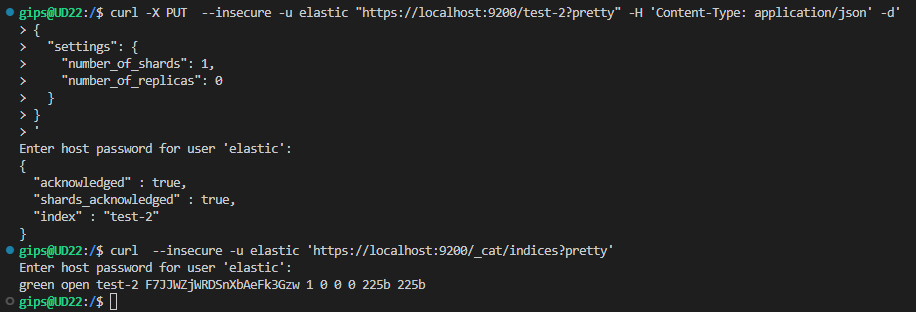 gips@UD22:/$ curl -X PUT  --insecure -u elastic "https://localhost:9200/test-2?pretty" -H 'Content-Type: application/json' -d'
> {
>   "settings": {
>     "number_of_shards": 1,
>     "number_of_replicas": 0
>   }
> }
> '
Enter host password for user 'elastic':
{
  "acknowledged" : true,
  "shards_acknowledged" : true,
  "index" : "test-2"
}
gips@UD22:/$ curl  --insecure -u elastic 'https://localhost:9200/_cat/indices?pretty'
Enter host password for user 'elastic':
green open test-2 F7JJWZjWRDSnXbAeFk3Gzw 1 0 0 0 225b 225b
gips@UD22:/$